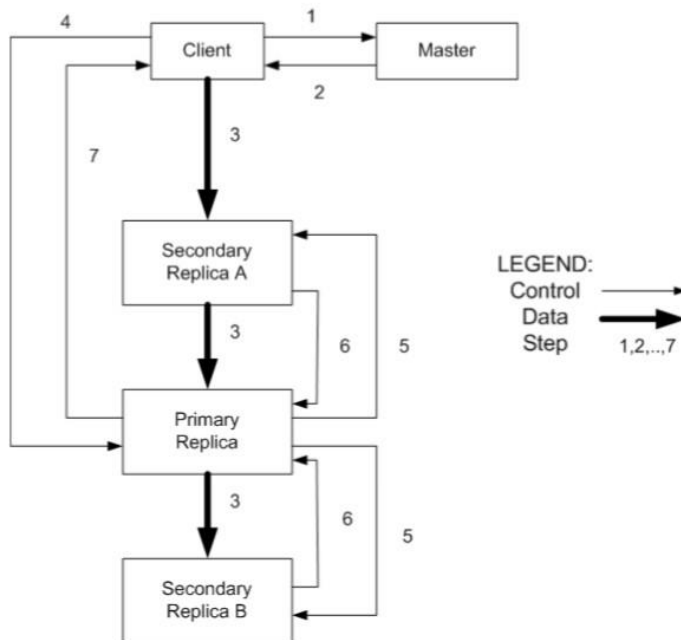 4
1
Client
Master
2
3
7
Secondary
Replica A
LEGEND:
Control
Data
Step 1,2,..,7
3
6
5
Primary
Replica
3
6
5
Secondary
Replica B